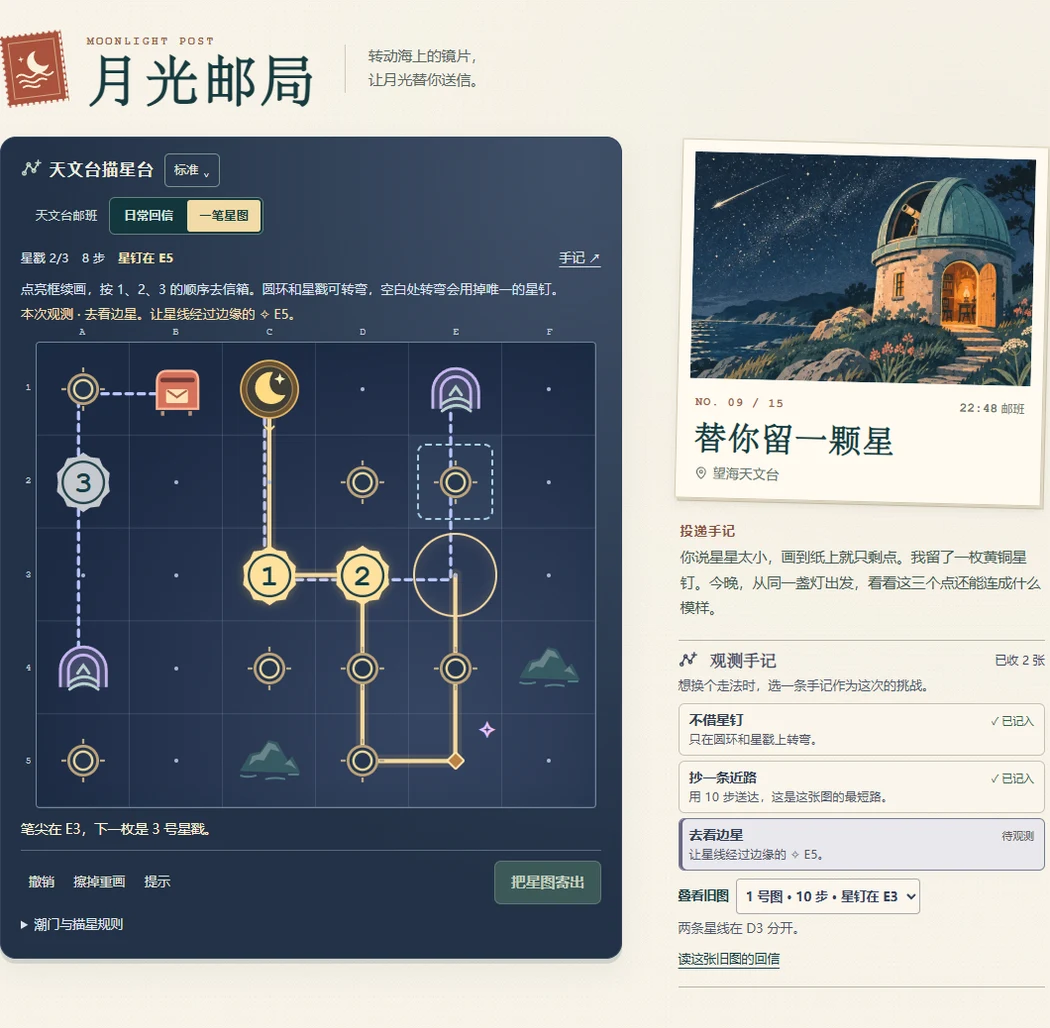 MOONLIGHT POST
月光邮局
转动海上的镜片，
让月光替你送信。
天文台描星台 标准
天文台邮班 日常回信 一笔星图
星戳 2/3 8 步 星钉在 E5 手记 ↗
点亮框续画，按 1、2、3 的顺序去信箱。圆环和星戳可转弯，空白处转弯会用掉唯一的星钉。
本次观测 · 去看边星。让星线经过边缘的 ✧ E5。
A B C D E F
1
2
3
3
1 2
4
5
笔尖在 E3，下一枚是 3 号星戳。
撤销 擦掉重画 提示 把星图寄出
▶ 潮门与描星规则
NO. 09 / 15
22:48 邮班
替你留一颗星
望海天文台
投递手记
你说星星太小，画到纸上就只剩点。我留了一枚黄铜星
钉。今晚，从同一盏灯出发，看看这三个点还能连成什么
模样。
观测手记 已收 2 张
想换个走法时，选一条手记作为这次的挑战。
不借星钉 ✓ 已记入
只在圆环和星戳上转弯。
抄一条近路 ✓ 已记入
用 10 步送达，这是这张图的最短路。
去看边星 待观测
让星线经过边缘的 ✧ E5。
叠看旧图 1 号图 • 10 步 • 星钉在 E3
两条星线在 D3 分开。
读这张旧图的回信